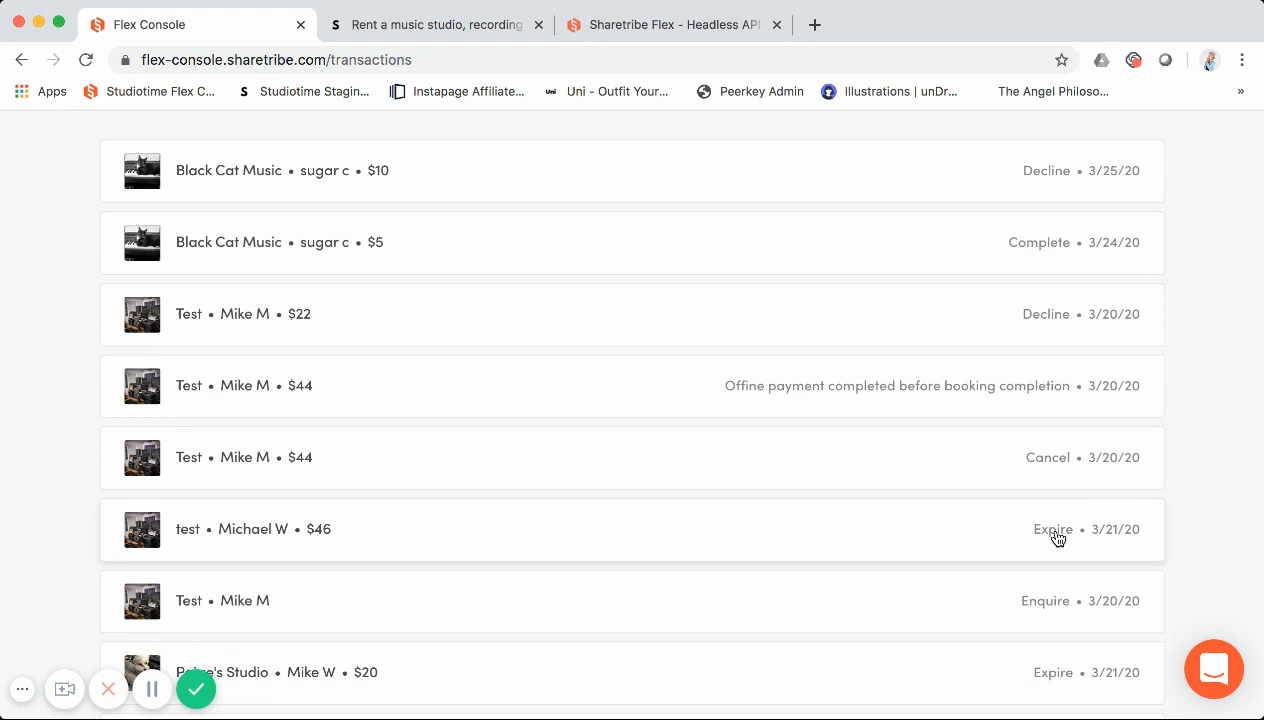 Flex Console
Rent a music studio, recording
Sharetribe Flex - Headless API
flex-console.sharetribe.com/transactions
Apps
Studiotime Flex C...
S
Studiotime Stagin...
Instapage Affiliate...
Uni
Uni - Outfit Your...
Peerkey Admin
Illustrations | unDr...
The Angel Philoso...
»
Black Cat Music • sugar c • $10
Decline • 3/25/20
Black Cat Music • sugar c • $5
Complete • 3/24/20
Test • Mike M • $22
Decline • 3/20/20
Test • Mike M • $44
Offine payment completed before booking completion • 3/20/20
Test • Mike M • $44
Cancel • 3/20/20
test • Michael W • $46
Expire • 3/21/20
Test • Mike M
Enquire • 3/20/20
Studio • Mike W • $20
Expire • 3/21/20